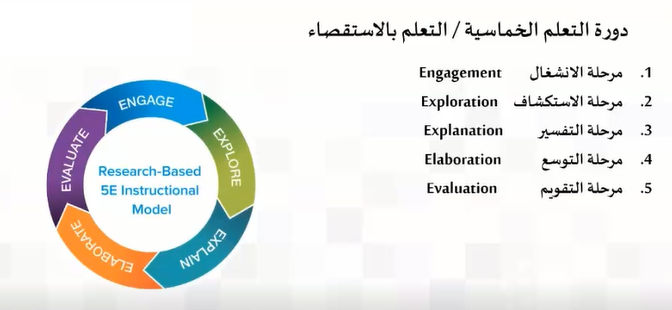 دورة التعلم الخماسية / التعلم بالاستقصاء
1. مرحلة الانشغال Engagement
2. مرحلة الاستكشاف Exploration
3. مرحلة التفسير Explanation
4. مرحلة التوسع Elaboration
5. مرحلة التقويم Evaluation
ENGAGE
EXPLORE
EXPLAIN
ELABORATE
EVALUATE
Research-Based
5E Instructional
Model